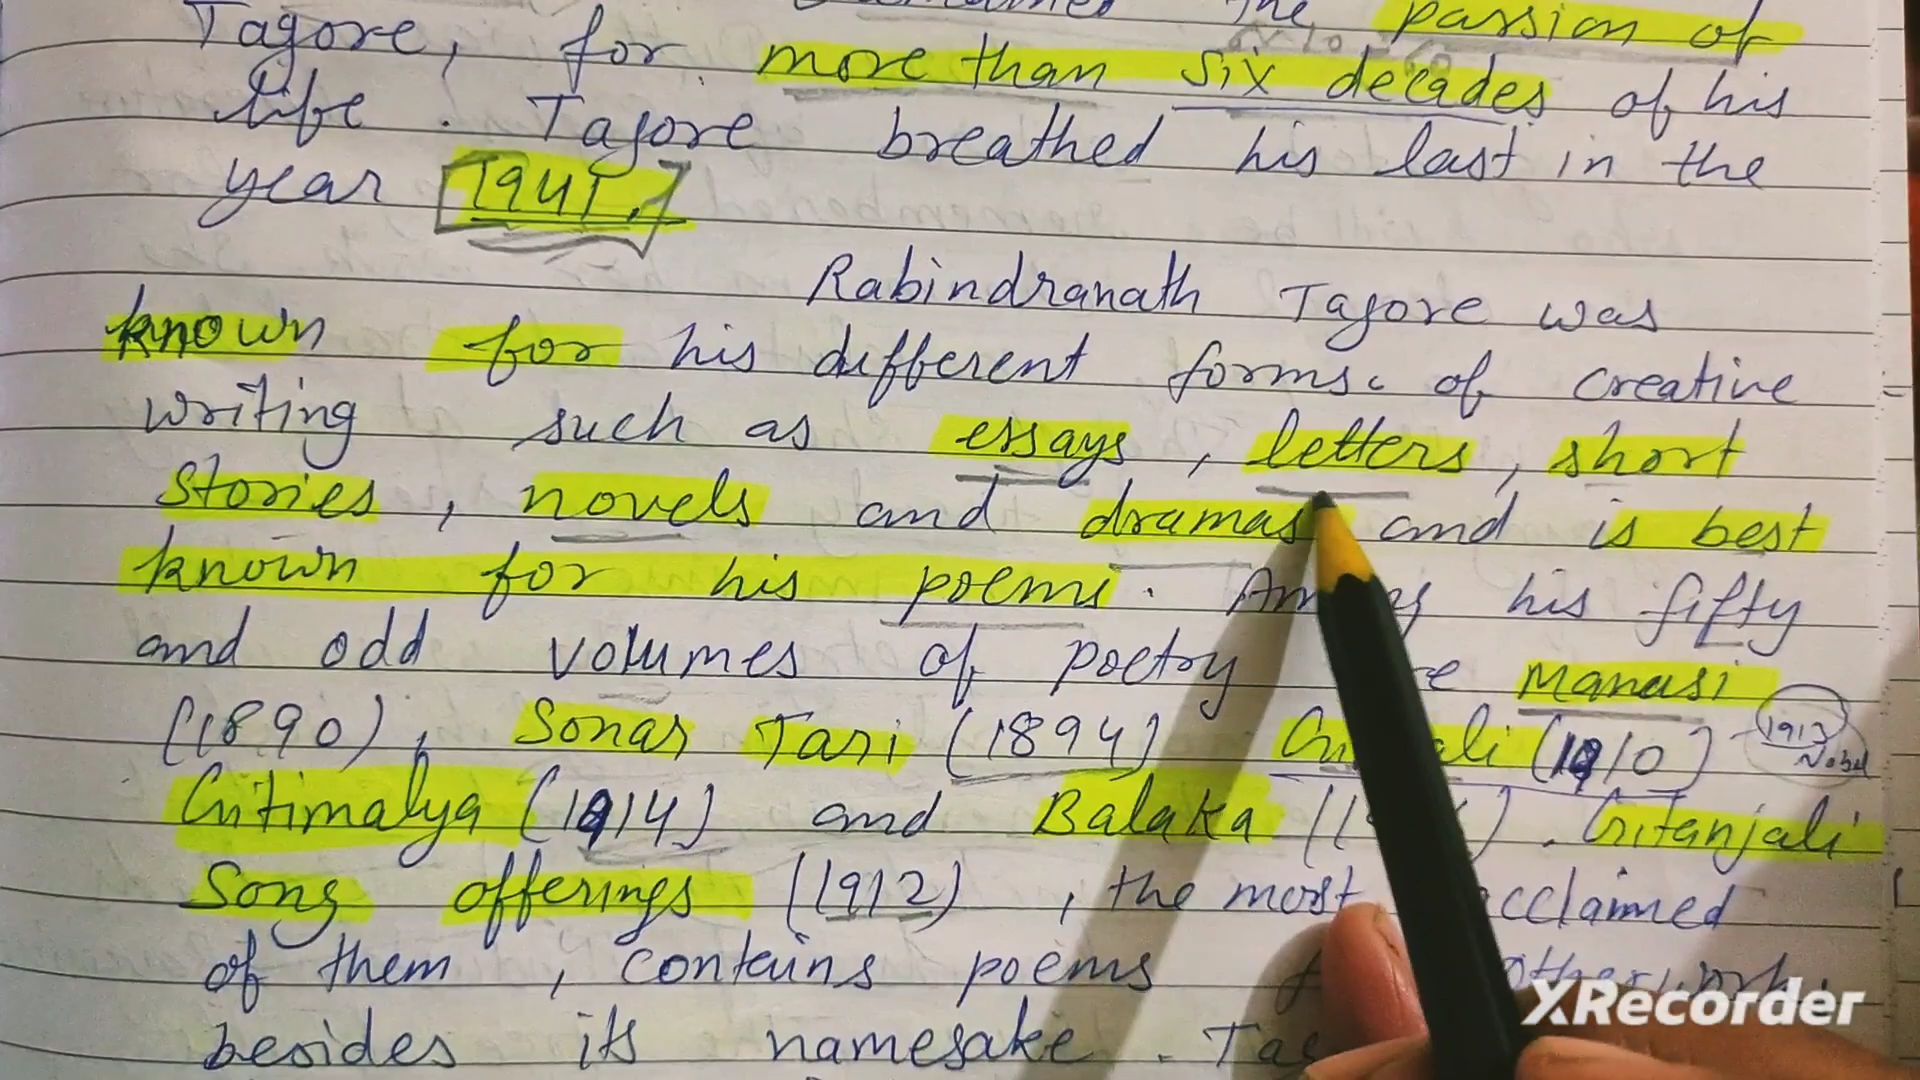 the passion of
Tagore, for more than six decades of his
life. Tagore breathed his last in the
year 1941.
Rabindranath Tagore was
known for his different forms of creative
writing such as essays, letters, short
stories, novels and dramas and is best
known for his poems. his fifty
and odd volumes of poetry Manasi
(1890), Sonar Tari (1894) (1910) 1913 Nobel
Gitimalya (1914) and Balaka Gitanjali
Song offerings (1912), the most
of them, contains poems
besides its namesake.
XRecorder